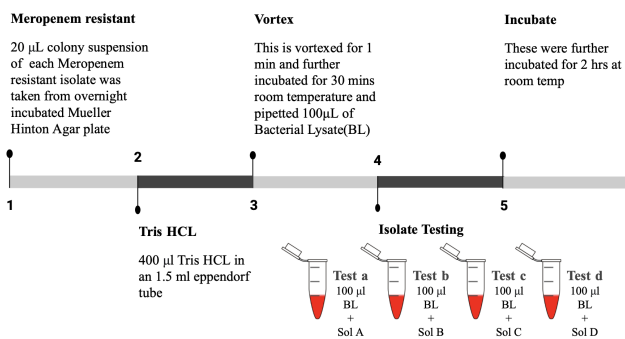 Meropenem resistant
20 µL colony suspension
of each Meropenem
resistant isolate was
taken from overnight
incubated Mueller
Hinton Agar plate
Vortex
This is vortexed for 1
min and further
incubated for 30 mins
room temperature and
pipetted 100µL of
Bacterial Lysate(BL)
Incubate
These were further
incubated for 2 hrs at
room temp
2
4
1
3
5
Tris HCL
400 µl Tris HCL in
an 1.5 ml eppendorf
tube
Isolate Testing
Test a
100 µl
BL
+
Sol A
Test b
100 µl
BL
+
Sol B
Test c
100 µl
BL
+
Sol C
Test d
100 µl
BL
+
Sol D